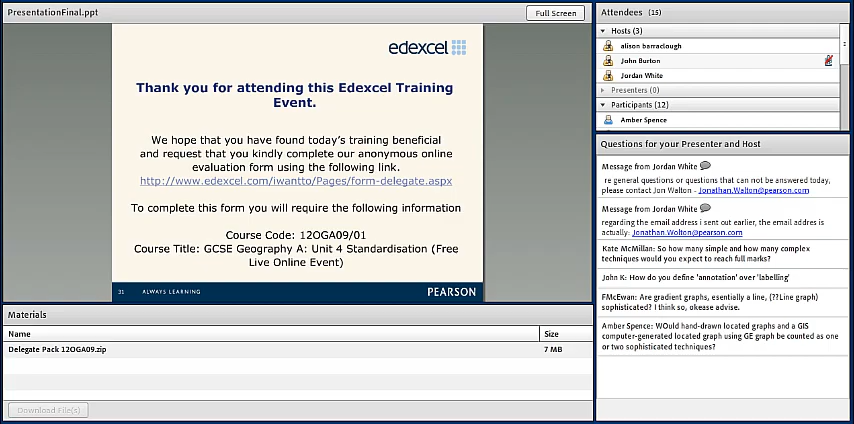 PresentationFinal.ppt
Full Screen
edexcel
Thank you for attending this Edexcel Training
Event.
We hope that you have found today's training beneficial
and request that you kindly complete our anonymous online
evaluation form using the following link.
http://www.edexcel.com/iwantto/Pages/form-delegate.aspx
To complete this form you will require the following information
Course Code: 12OGA09/01
Course Title: GCSE Geography A: Unit 4 Standardisation (Free
Live Online Event)
31 ALWAYS LEARNING PEARSON
Materials
Name Size
Delegate Pack 12OGA09.zip 7 MB
Download File(s)
Attendees (15)
Hosts (3)
alison barraclough
John Burton
Jordan White
Presenters (0)
Participants (12)
Amber Spence
Questions for your Presenter and Host
Message from Jordan White
re general questions or questions that can not be answered today,
please contact Jon Walton - Jonathan.Walton@pearson.com
Message from Jordan White
regarding the email address i sent out earlier, the email addres is
actually: Jonathan.Wolton@pearson.com
Kate McMillan: So how many simple and how many complex
techniques would you expect to reach full marks?
John K: How do you define 'annotation' over 'labelling'
FMcEwan: Are gradient graphs, esentially a line, (??Line graph)
sophisticated? I think so, okease advise.
Amber Spence: WOuld hand-drawn located graphs and a GIS
computer-generated located graph using GE graph be counted as one
or two sophisticated techniques?